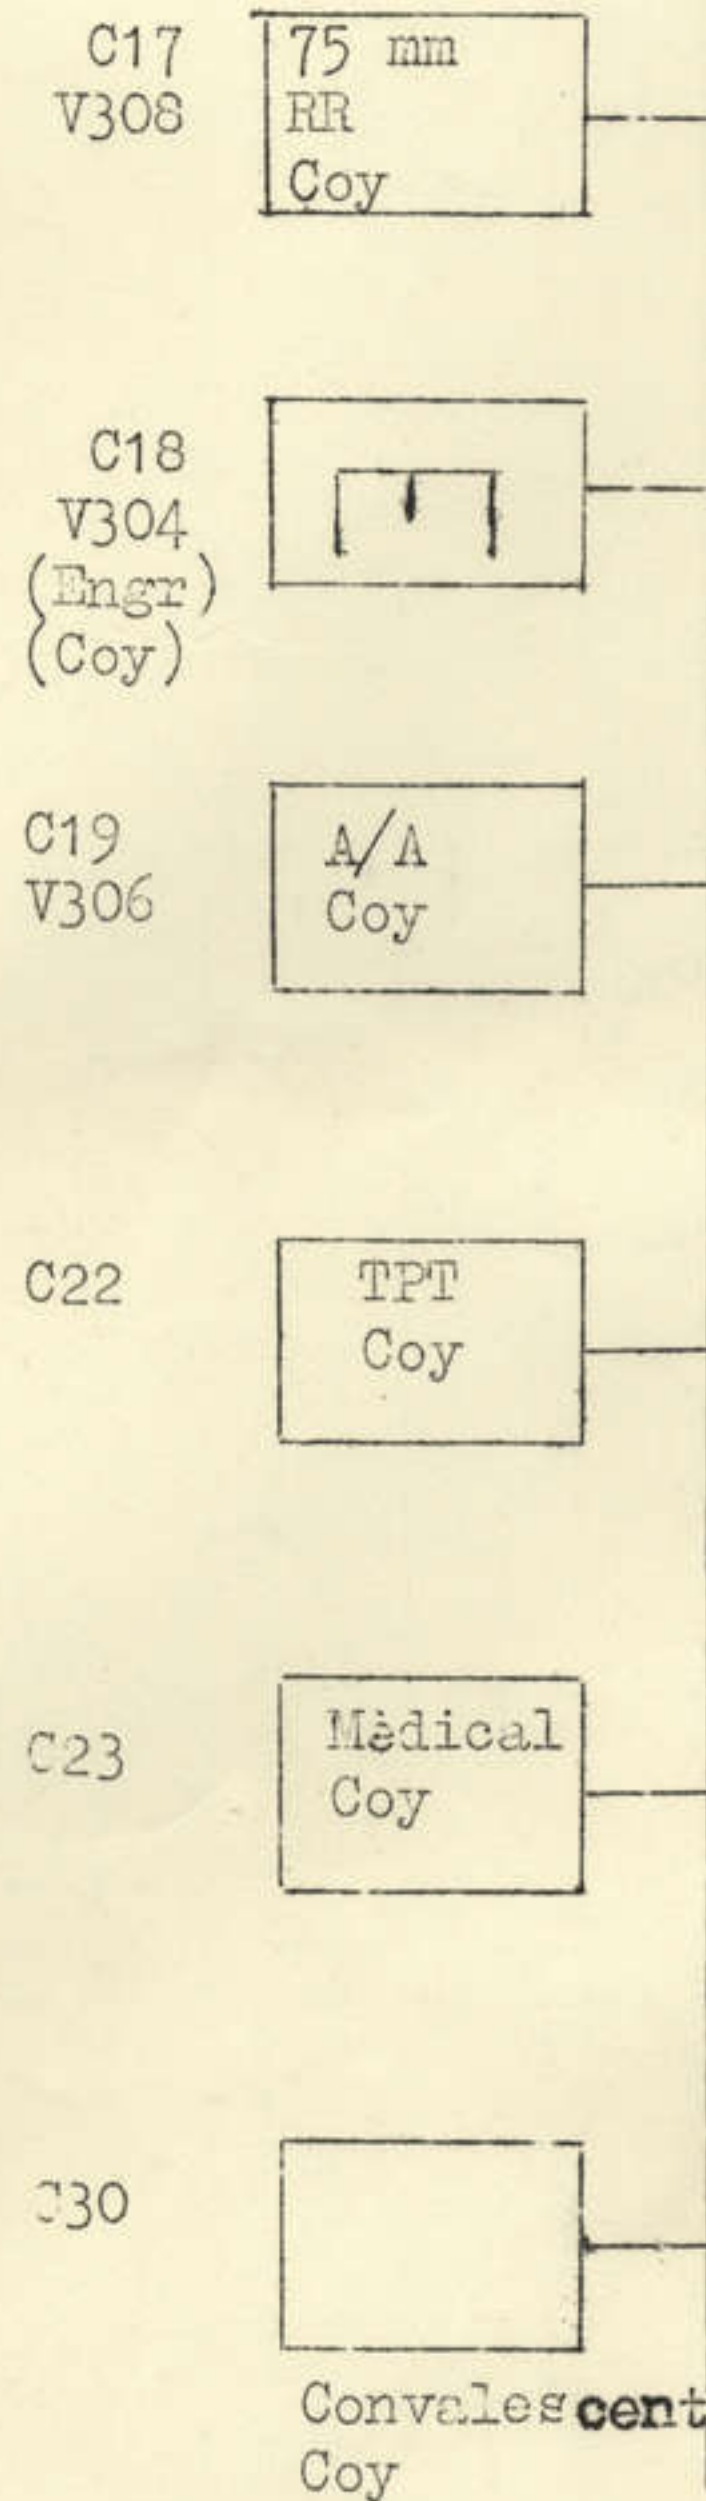 C17
V308
75 mm
RR
Coy
C18
V304
(Engr)
(Coy)
C19
V306
A/A
Coy
C22
TPT
Coy
C23
Mèdical
Coy
C30
Convalescent
Coy